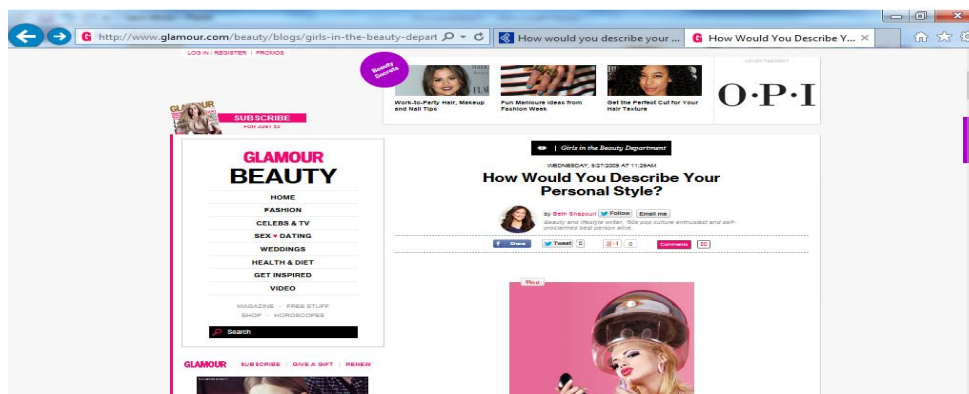 http://www.glamour.com/beauty/blogs/girls-in-the-beauty-depart
How would you describe your ...
How Would You Describe Y...
LOG IN / REGISTER | PROMOS
Beauty Secrets
ADVERTISEMENT
Work-to-Party Hair, Makeup
and Nail Tips
Fun Manicure Ideas from
Fashion Week
Get the Perfect Cut for Your
Hair Texture
O·P·I
GLAMOUR
SUBSCRIBE
FOR JUST $5
GLAMOUR
BEAUTY
HOME
FASHION
CELEBS & TV
SEX ♥ DATING
WEDDINGS
HEALTH & DIET
GET INSPIRED
VIDEO
MAGAZINE · FREE STUFF
SHOP · HOROSCOPES
Search
GLAMOUR SUBSCRIBE | GIVE A GIFT | RENEW
| Girls in the Beauty Department
WEDNESDAY, 5/27/2009 AT 11:25AM
How Would You Describe Your
Personal Style?
by Beth Shapouri Follow Email me
Beauty and lifestyle writer, '80s pop culture enthusiast and self-
proclaimed best person alive.
Share Tweet 0 +1 0 Comments 50
Pin it